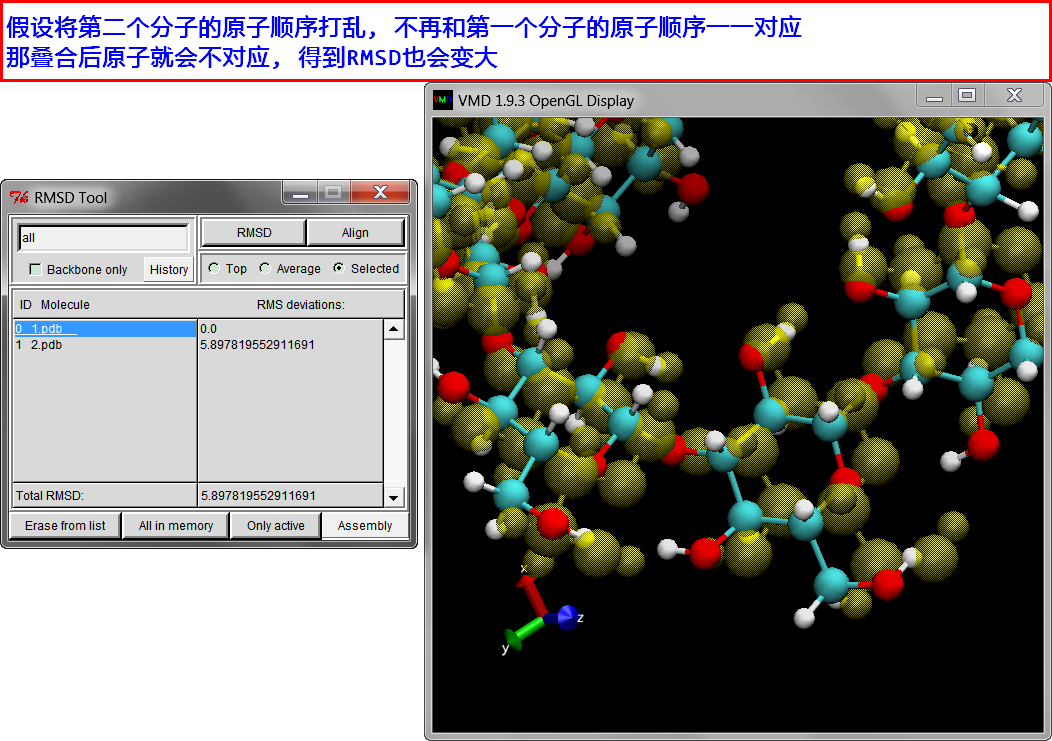 假设将第二个分子的原子顺序打乱, 不再和第一个分子的原子顺序一一对应
那叠合后原子就会不对应, 得到RMSD也会变大
VMD 1.9.3 OpenGL Display
RMSD Tool
all
RMSD Align
Backbone only History
Top Average Selected
ID Molecule RMS deviations:
0 1.pdb 0.0
1 2.pdb 5.897819552911691
Total RMSD: 5.897819552911691
Erase from list All in memory Only active Assembly
x
z
y